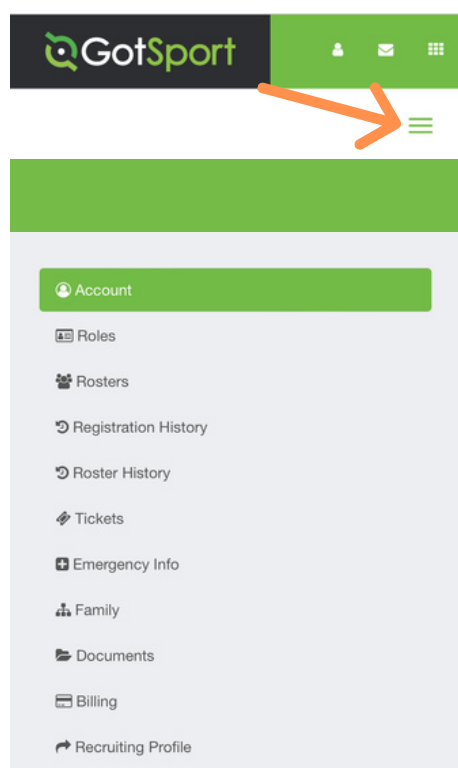 GotSport
Account
Roles
Rosters
Registration History
Roster History
Tickets
Emergency Info
Family
Documents
Billing
Recruiting Profile